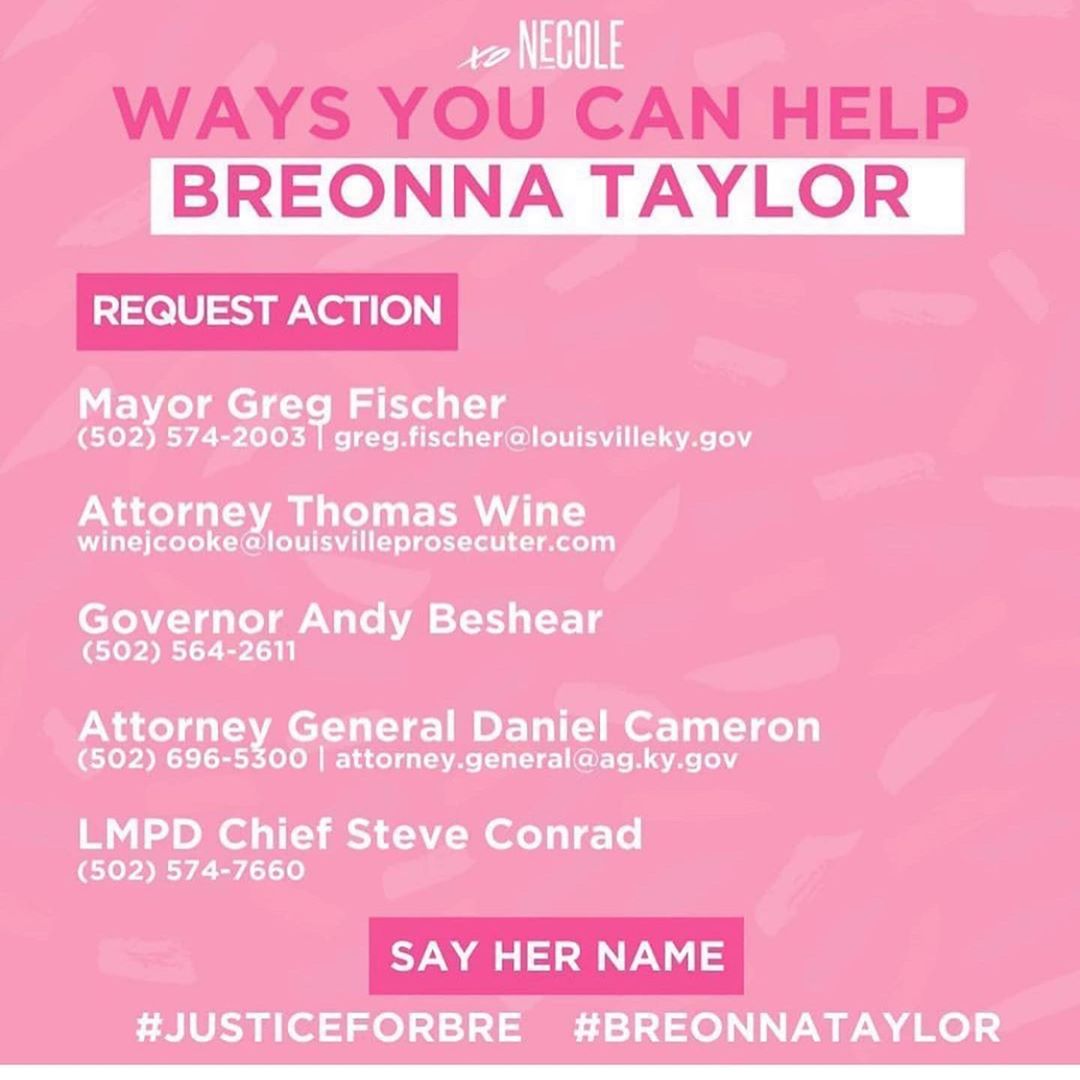 xo NECOLE
WAYS YOU CAN HELP
BREONNA TAYLOR
REQUEST ACTION
Mayor Greg Fischer
(502) 574-2003 | greg.fischer@louisvilleky.gov
Attorney Thomas Wine
winejcooke@louisvilleprosecuter.com
Governor Andy Beshear
(502) 564-2611
Attorney General Daniel Cameron
(502) 696-5300 | attorney.general@ag.ky.gov
LMPD Chief Steve Conrad
(502) 574-7660
SAY HER NAME
#JUSTICEFORBRE #BREONNATAYLOR